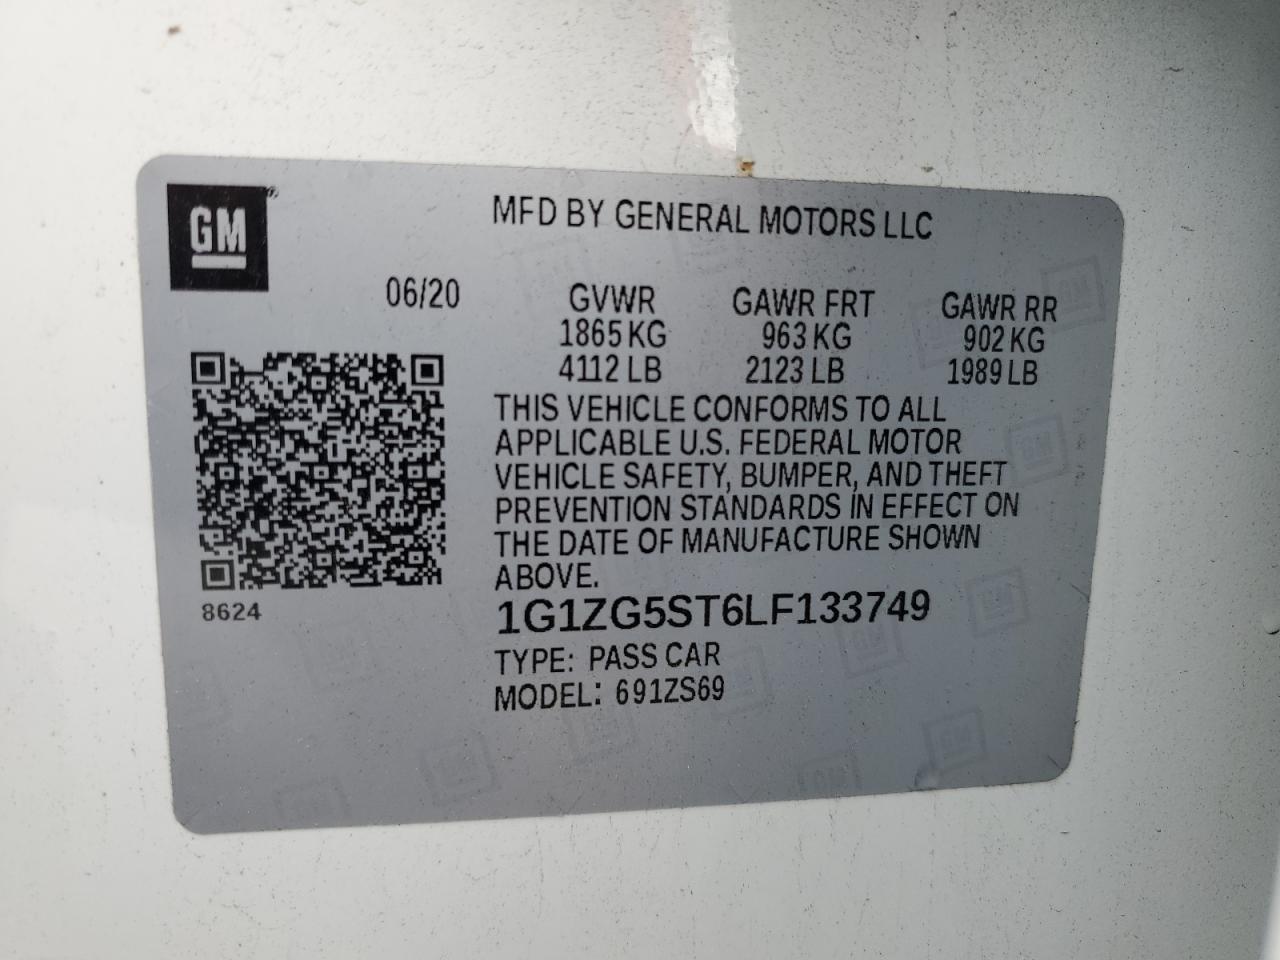 GM
MFD BY GENERAL MOTORS LLC
06/20
GVWR GAWR FRT GAWR RR
1865 KG 963 KG 902 KG
4112 LB 2123 LB 1989 LB
THIS VEHICLE CONFORMS TO ALL
APPLICABLE U.S. FEDERAL MOTOR
VEHICLE SAFETY, BUMPER, AND THEFT
PREVENTION STANDARDS IN EFFECT ON
THE DATE OF MANUFACTURE SHOWN
ABOVE.
8624
1G1ZG5ST6LF133749
TYPE: PASS CAR
MODEL: 691ZS69